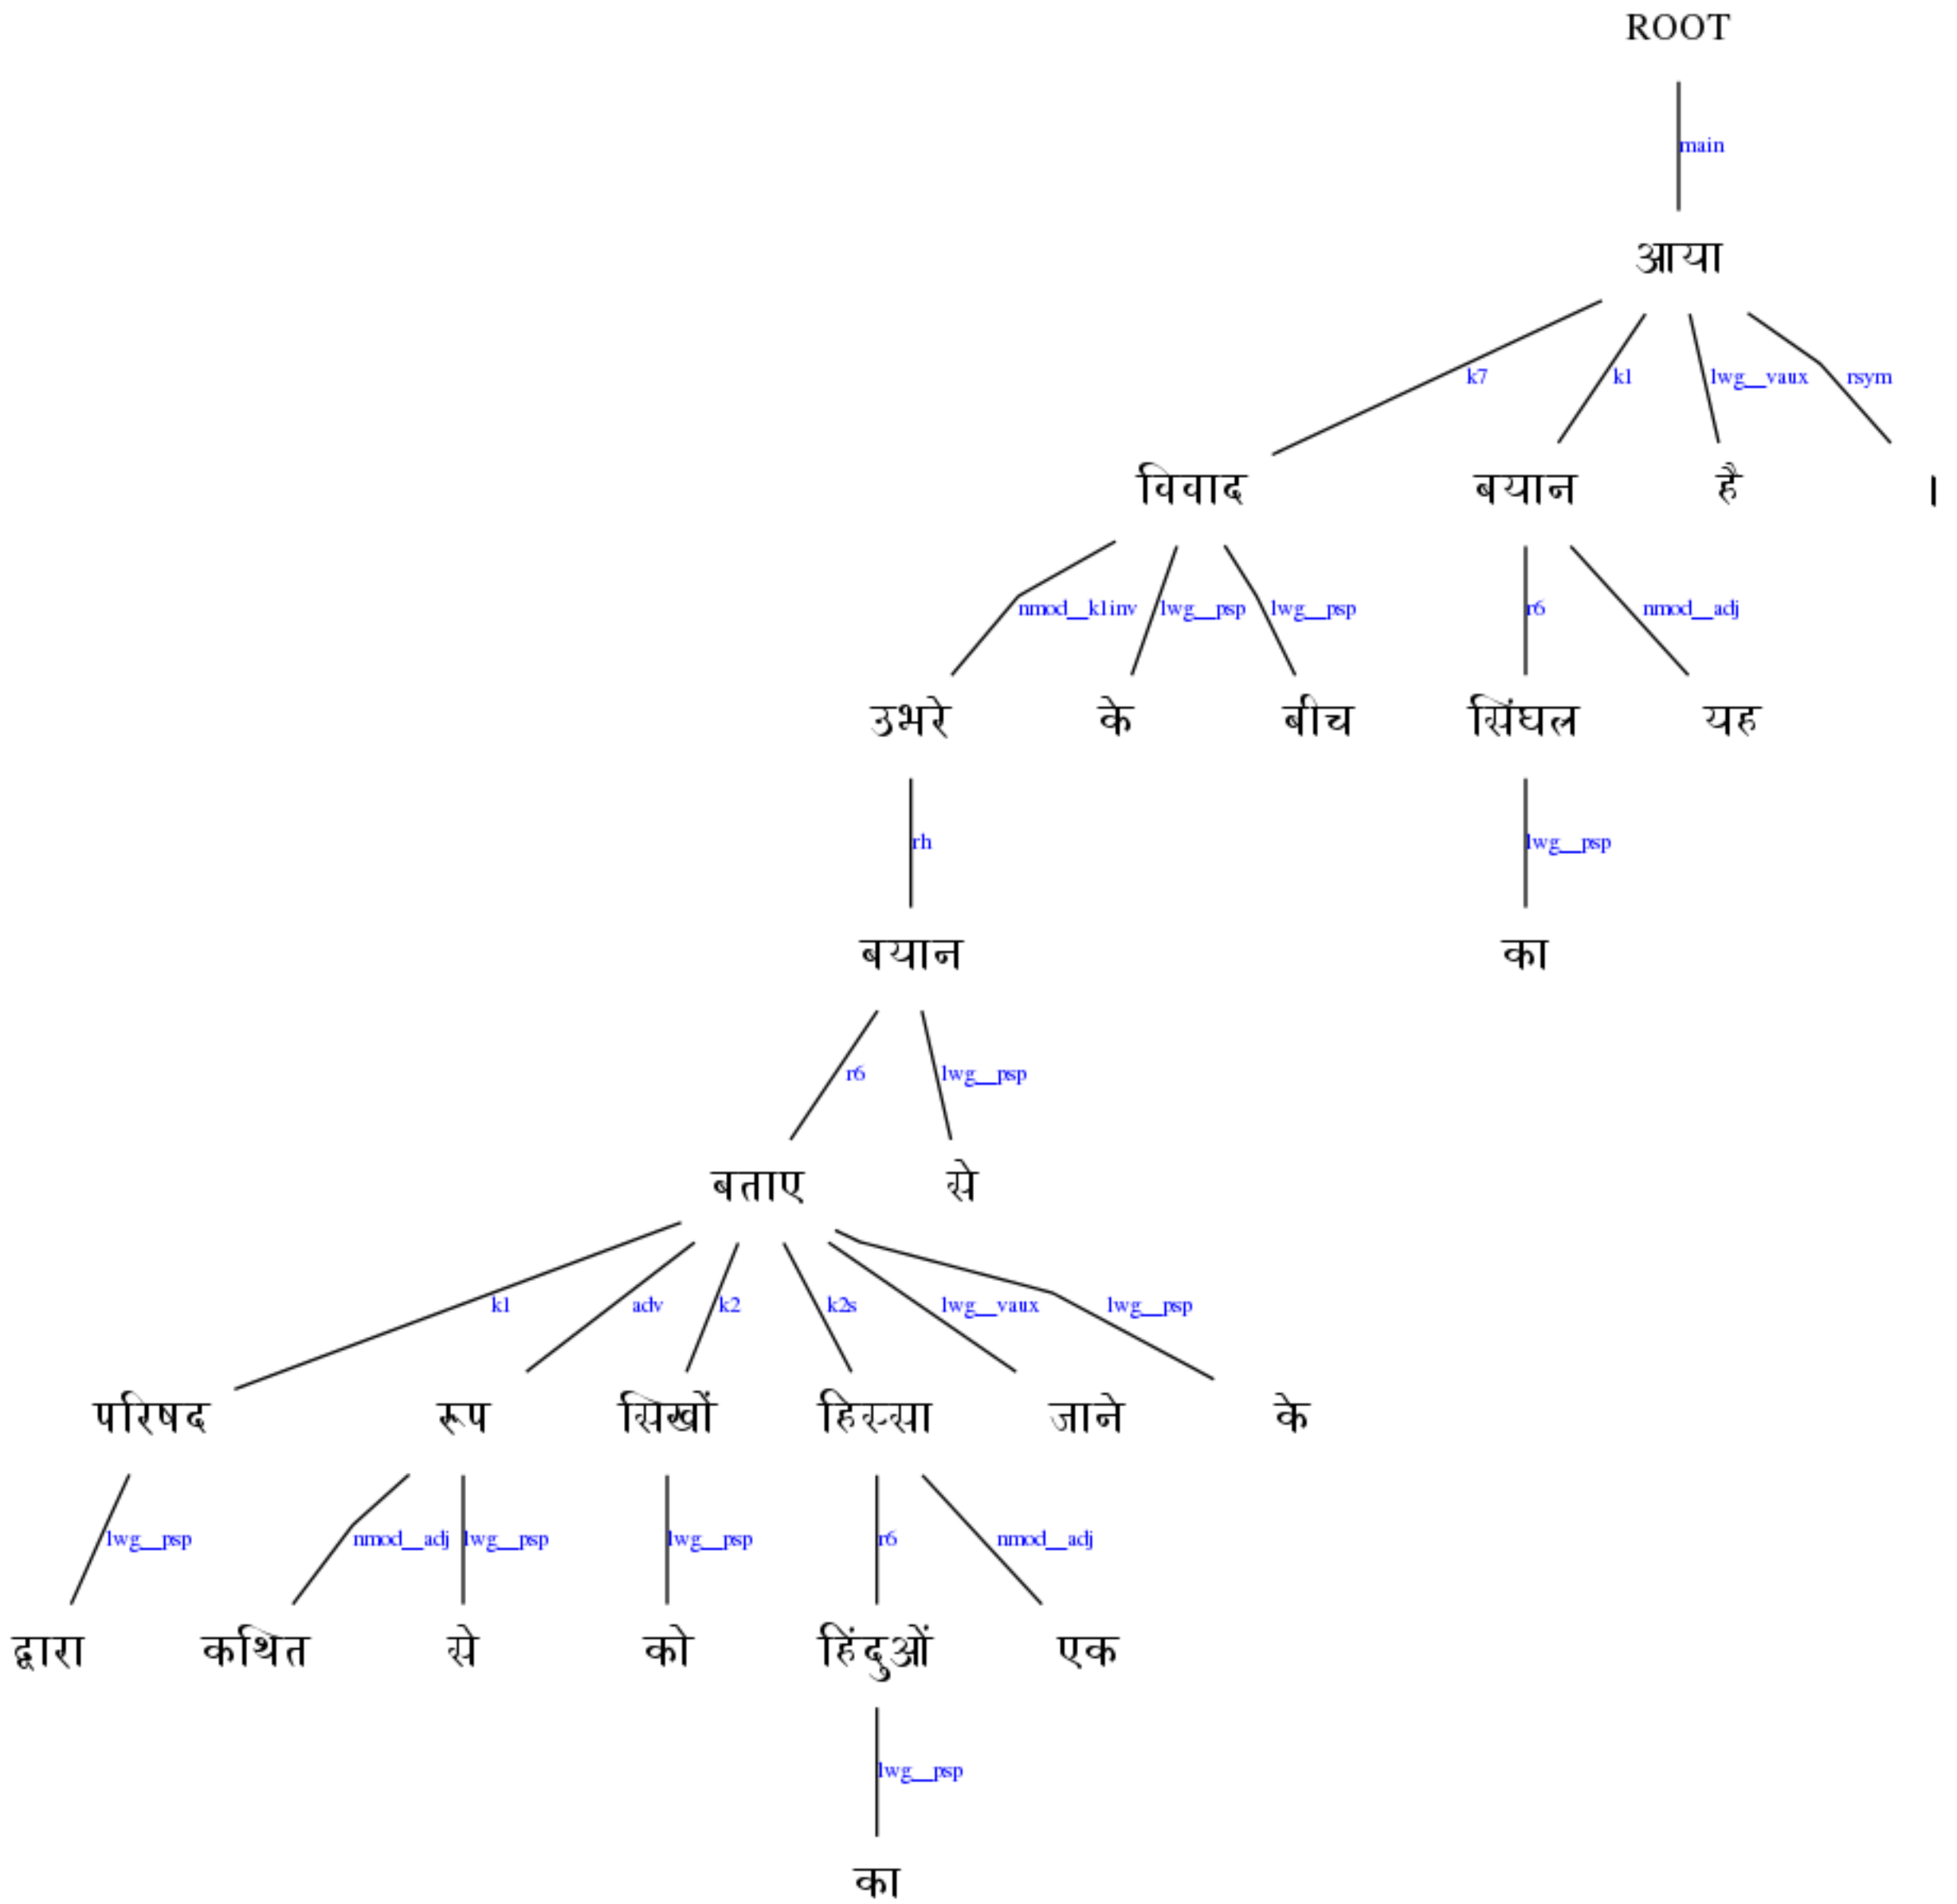 ROOT
main
आया
k7 k1 lwg__vaux rsym
विवाद बयान है ।
nmod__k1inv lwg__psp lwg__psp r6 nmod__adj
उभरे के बीच सिंघल यह
rh lwg__psp
बयान का
r6 lwg__psp
बताए से
k1 adv k2 k2s lwg__vaux lwg__psp
परिषद रूप सिखों हिस्सा जाने के
lwg__psp nmod__adj lwg__psp lwg__psp r6 nmod__adj
द्वारा कथित से को हिंदुओं एक
lwg__psp
का